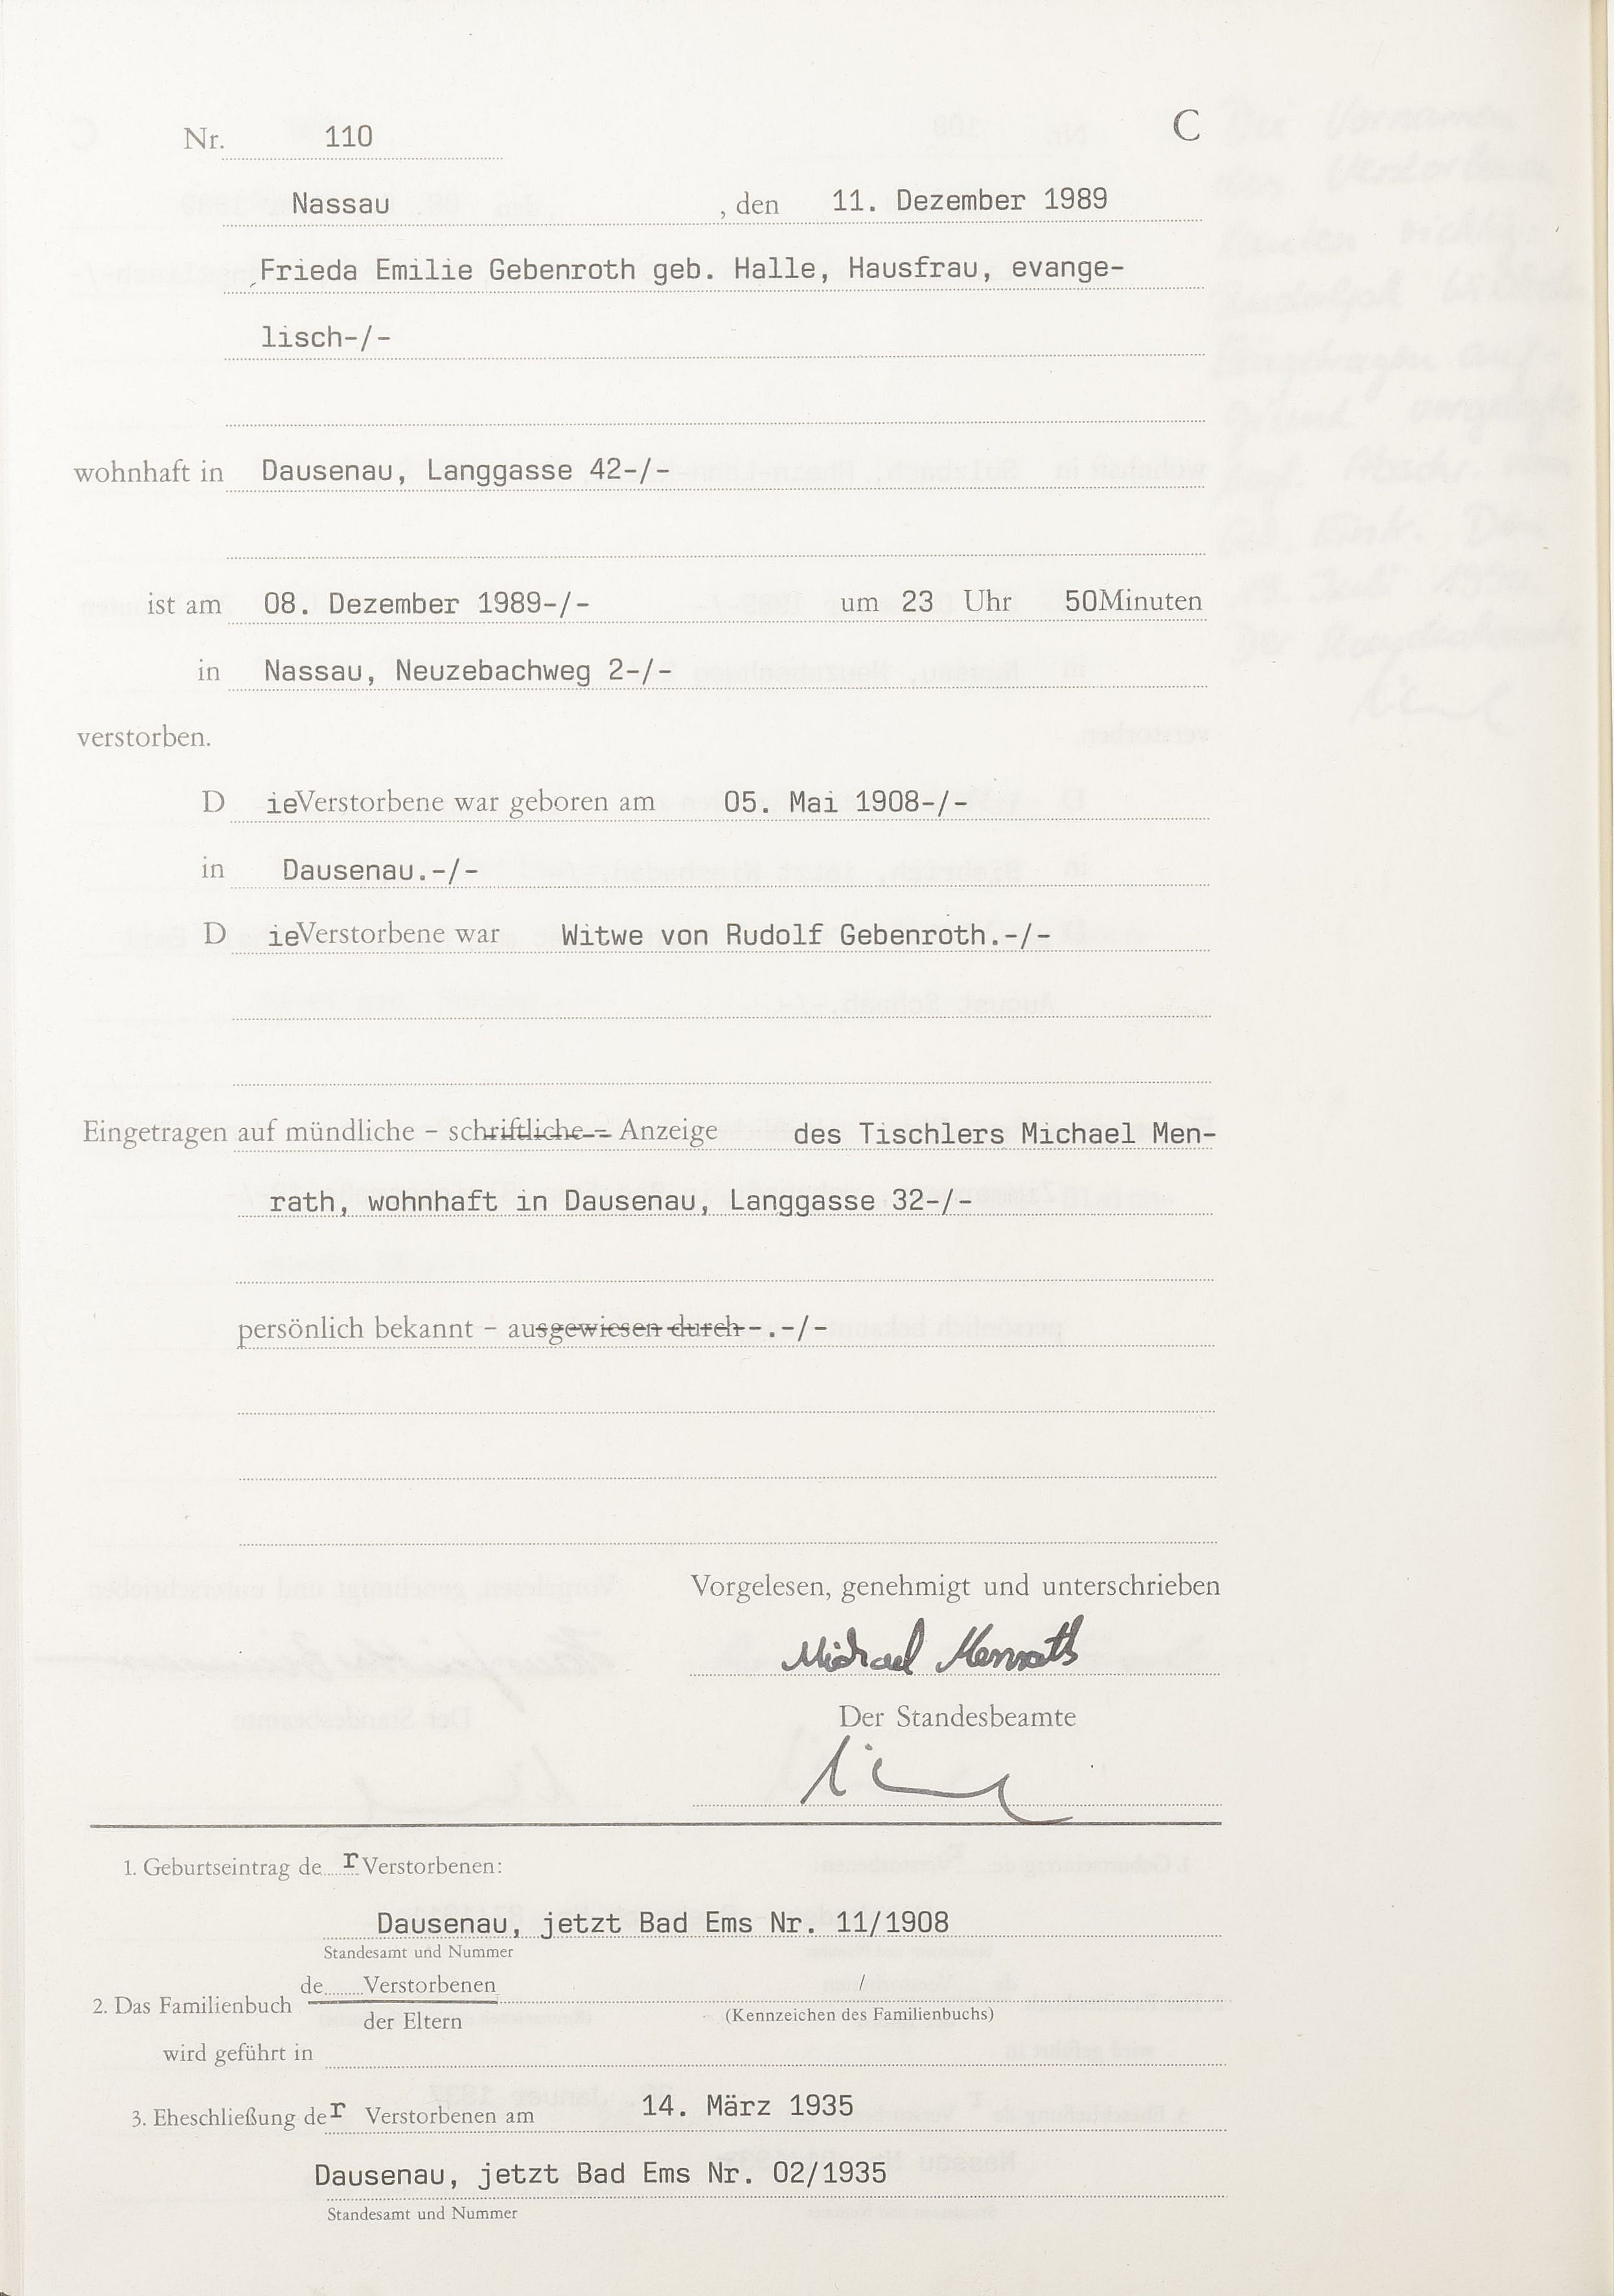 Nr. 110 C
Nassau , den 11. Dezember 1989
Frieda Emilie Gebenroth geb. Halle, Hausfrau, evange-
lisch-/-
wohnhaft in Dausenau, Langgasse 42-/-
ist am 08. Dezember 1989-/- um 23 Uhr 50Minuten
in Nassau, Neuzebachweg 2-/-
verstorben.
D ieVerstorbene war geboren am 05. Mai 1908-/-
in Dausenau.-/-
D ieVerstorbene war Witwe von Rudolf Gebenroth.-/-
Eingetragen auf mündliche – schriftliche – Anzeige des Tischlers Michael Men-
rath, wohnhaft in Dausenau, Langgasse 32-/-
persönlich bekannt – ausgewiesen durch -.-/-
Vorgelesen, genehmigt und unterschrieben
Michael Menrath
Der Standesbeamte
1. Geburtseintrag de r Verstorbenen:
Dausenau, jetzt Bad Ems Nr. 11/1908
Standesamt und Nummer
de Verstorbenen /
2. Das Familienbuch
der Eltern (Kennzeichen des Familienbuchs)
wird geführt in
3. Eheschließung der Verstorbenen am 14. März 1935
Dausenau, jetzt Bad Ems Nr. 02/1935
Standesamt und Nummer